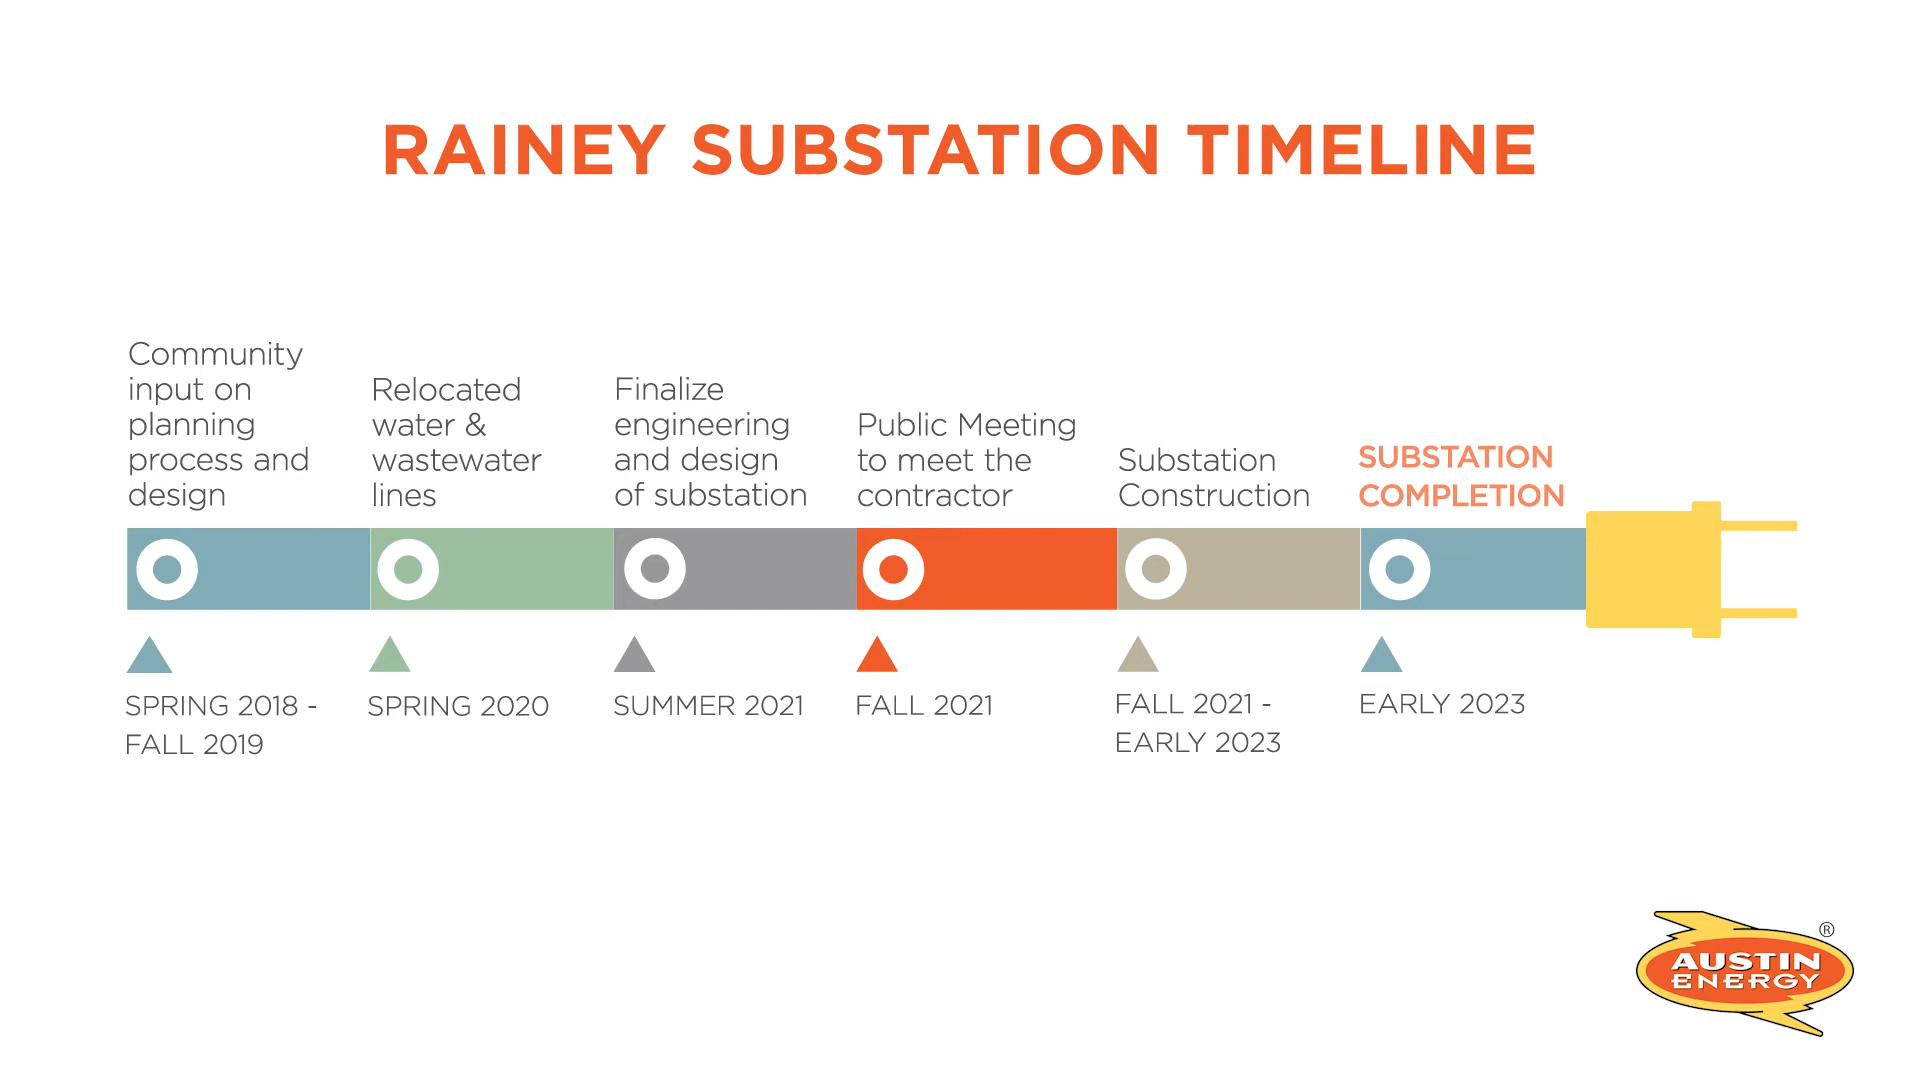 RAINEY SUBSTATION TIMELINE
Community
input on
planning
process and
design
Relocated
water &
wastewater
lines
Finalize
engineering
and design
of substation
Public Meeting
to meet the
contractor
Substation
Construction
SUBSTATION
COMPLETION
SPRING 2018 -
FALL 2019
SPRING 2020
SUMMER 2021
FALL 2021
FALL 2021 -
EARLY 2023
EARLY 2023
®
AUSTIN
ENERGY